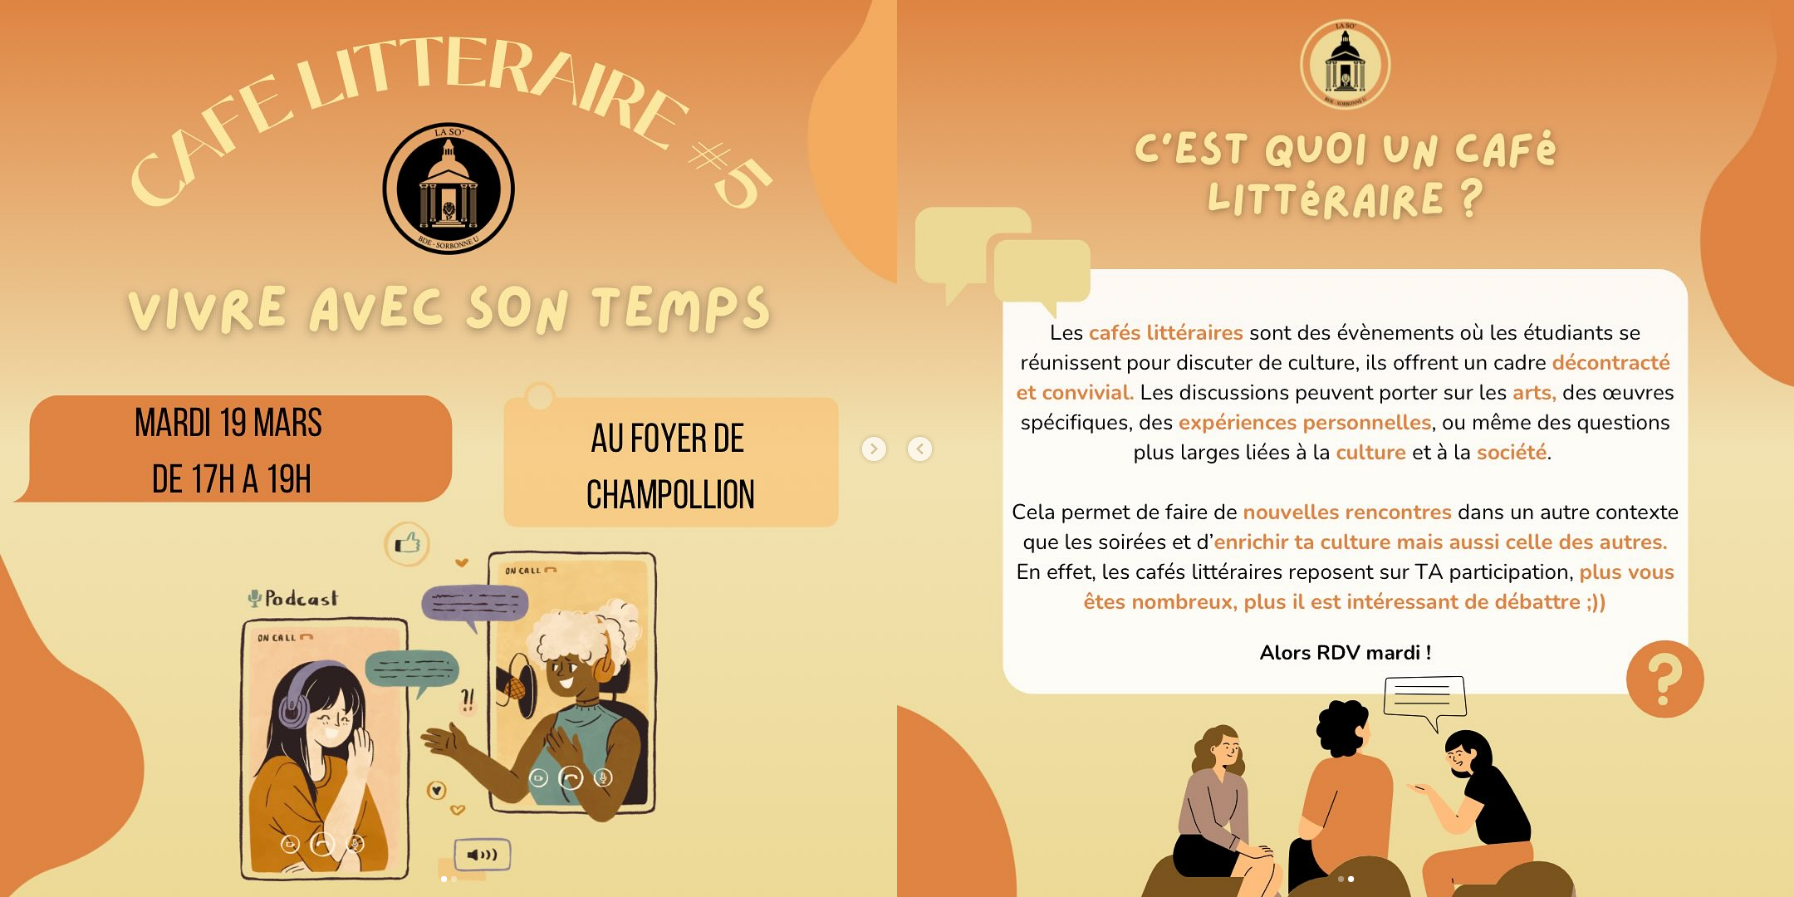 CAFE LITTERAIRE #5
LA SO'
BDE - SORBONNE U
VIVRE AVEC SON TEMPS
MARDI 19 MARS
DE 17H A 19H
AU FOYER DE
CHAMPOLLION
Podcast
ON CALL
ON CALL
?!
LA SO'
BDE - SORBONNE U
C'EST QUOI UN CAFé
LITTéRAIRE ?
Les cafés littéraires sont des évènements où les étudiants se
réunissent pour discuter de culture, ils offrent un cadre décontracté
et convivial. Les discussions peuvent porter sur les arts, des œuvres
spécifiques, des expériences personnelles, ou même des questions
plus larges liées à la culture et à la société.
Cela permet de faire de nouvelles rencontres dans un autre contexte
que les soirées et d'enrichir ta culture mais aussi celle des autres.
En effet, les cafés littéraires reposent sur TA participation, plus vous
êtes nombreux, plus il est intéressant de débattre ;))
Alors RDV mardi !
?